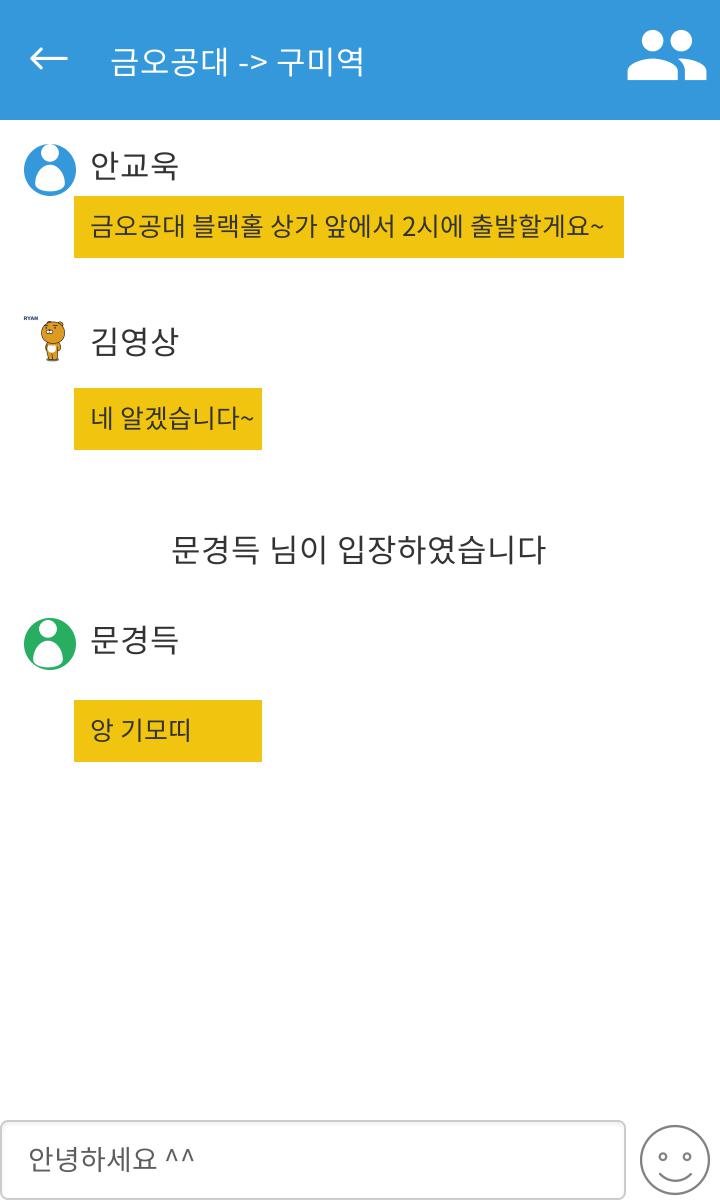 금오공대 -> 구미역
안교욱
금오공대 블랙홀 상가 앞에서 2시에 출발할게요~
RYAN
김영상
네 알겠습니다~
문경득 님이 입장하였습니다
문경득
앙 기모띠
안녕하세요 ^^